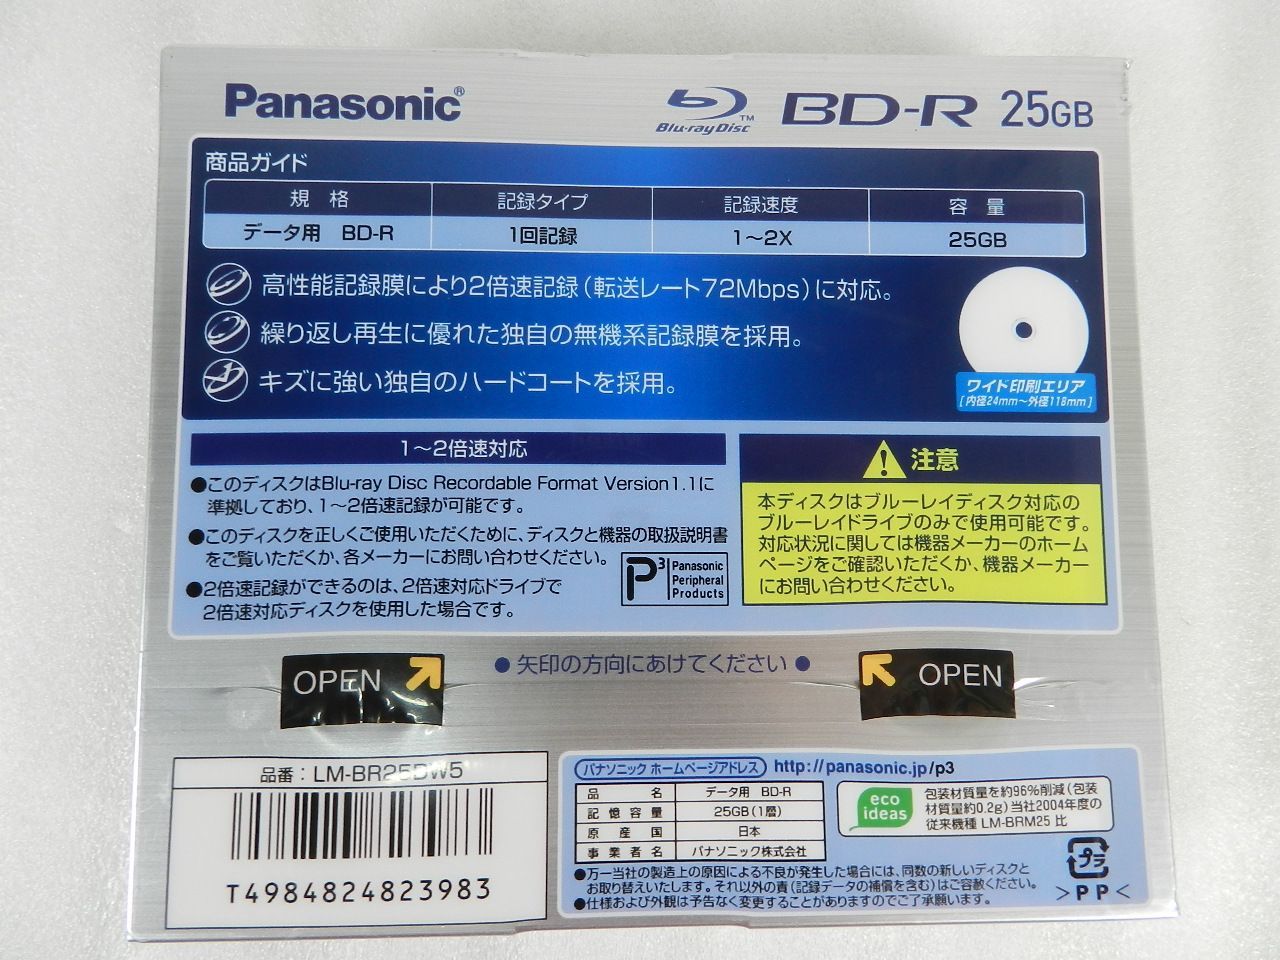 Panasonic®
Blu-ray Disc™ BD-R 25GB
商品ガイド
規 格 記録タイプ 記録速度 容 量
データ用 BD-R 1回記録 1〜2X 25GB
高性能記録膜により2倍速記録（転送レート72Mbps）に対応。
繰り返し再生に優れた独自の無機系記録膜を採用。
キズに強い独自のハードコートを採用。
ワイド印刷エリア
[内径24mm〜外径118mm]
1〜2倍速対応
●このディスクはBlu-ray Disc Recordable Format Version1.1に
準拠しており、1〜2倍速記録が可能です。
●このディスクを正しくご使用いただくために、ディスクと機器の取扱説明書
をご覧いただくか、各メーカーにお問い合わせください。
●2倍速記録ができるのは、2倍速対応ドライブで
2倍速対応ディスクを使用した場合です。
P3 Panasonic
Peripheral
Products
注意
本ディスクはブルーレイディスク対応の
ブルーレイドライブのみで使用可能です。
対応状況に関しては機器メーカーのホーム
ページをご確認いただくか、機器メーカー
にお問い合わせください。
OPEN ●矢印の方向にあけてください● OPEN
品番：LM-BR25DW5
T4984824823983
パナソニック ホームページアドレス http://panasonic.jp/p3
品 名 データ用 BD-R
記憶容量 25GB(1層)
原産国 日本
事業者名 パナソニック株式会社
eco ideas
包装材質量を約96%削減(包装
材質量約0.2g)当社2004年度の
従来機種 LM-BRM25 比
●万一当社の製造上の原因による不良が発生した場合には、同数の新しいディスクと
お取り替えいたします。それ以外の責(記録データの補償を含む)はご容赦ください。
●仕様および外観は予告なく変更することがありますのでご了承願います。
プラ
>PP<